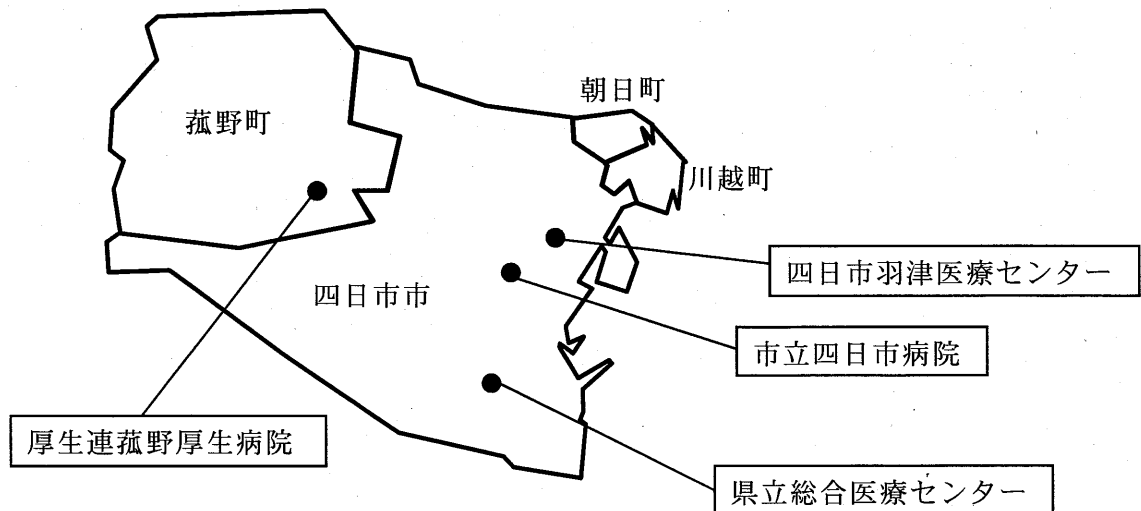 朝日町
菰野町
川越町
四日市羽津医療センター
四日市市
市立四日市病院
厚生連菰野厚生病院
県立総合医療センター